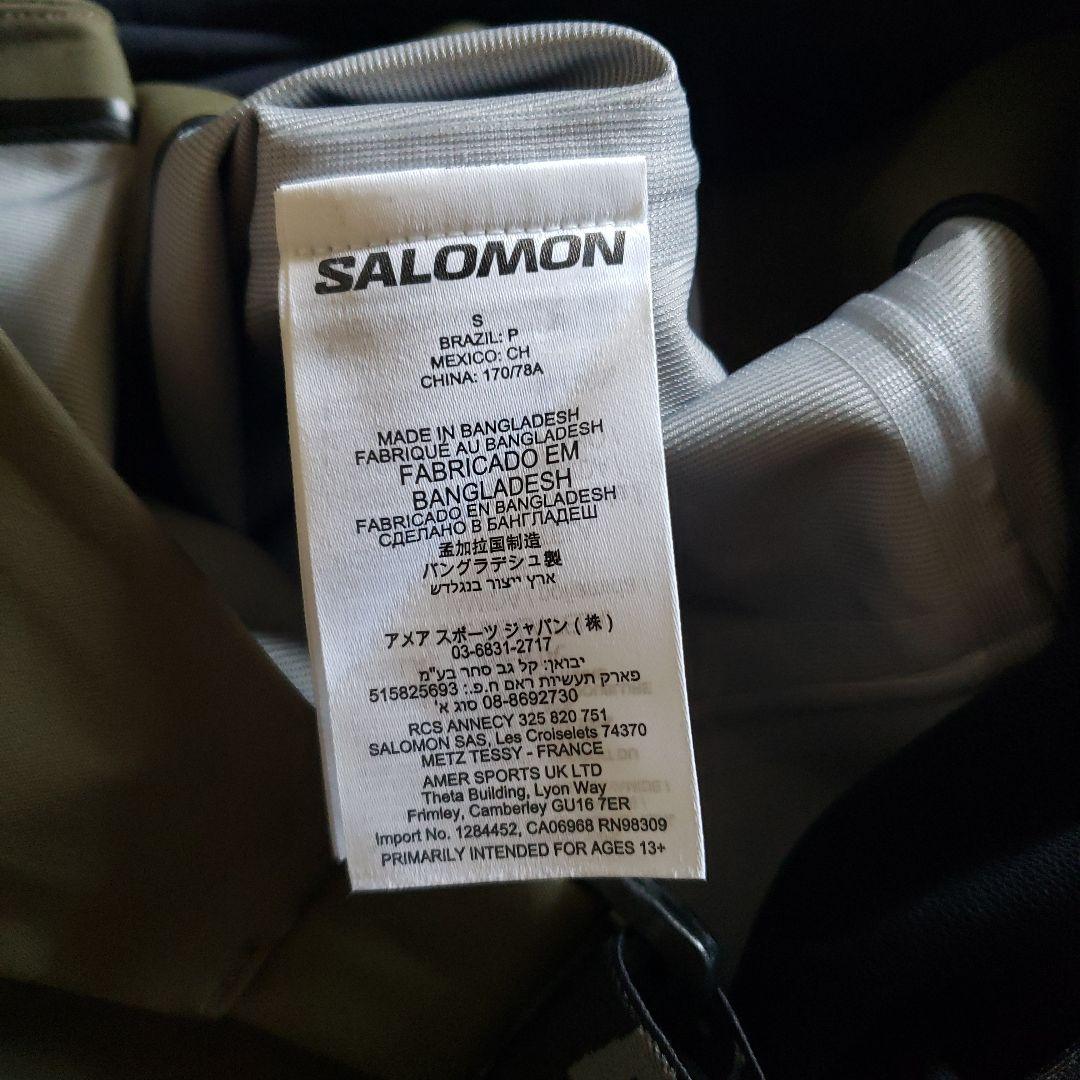 SALOMON
S
BRAZIL: P
MEXICO: CH
CHINA: 170/78A
MADE IN BANGLADESH
FABRIQUE AU BANGLADESH
FABRICADO EM
BANGLADESH
FABRICADO EN BANGLADESH
СДЕЛАНО В БАНГЛАДЕШ
孟加拉国制造
バングラデシュ製
ארץ ייצור בנגלדש
アメア スポーツ ジャパン ( 株 )
03-6831-2717
יבואן: קל גב סחר בע"מ
פארק תעשיות ראם ח.פ.: 515825693
08-8692730 סוג א'
RCS ANNECY 325 820 751
SALOMON SAS, Les Croiselets 74370
METZ TESSY - FRANCE
AMER SPORTS UK LTD
Theta Building, Lyon Way
Frimley, Camberley GU16 7ER
Import No. 1284452, CA06968 RN98309
PRIMARILY INTENDED FOR AGES 13+